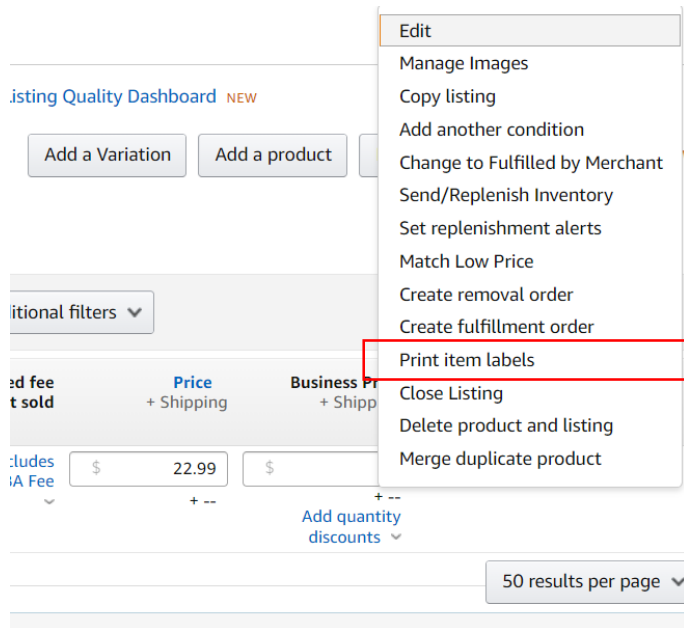 Edit
Manage Images
Listing Quality Dashboard NEW
Copy listing
Add another condition
Add a Variation
Add a product
Change to Fulfilled by Merchant
Send/Replenish Inventory
Set replenishment alerts
Match Low Price
Create removal order
itional filters
Create fulfillment order
Print item labels
ed fee
t sold
Price
+ Shipping
Business Pr
+ Shipp
Close Listing
Delete product and listing
Merge duplicate product
cludes
BA Fee
$ 22.99
$
+ --
+ --
Add quantity
discounts
50 results per page